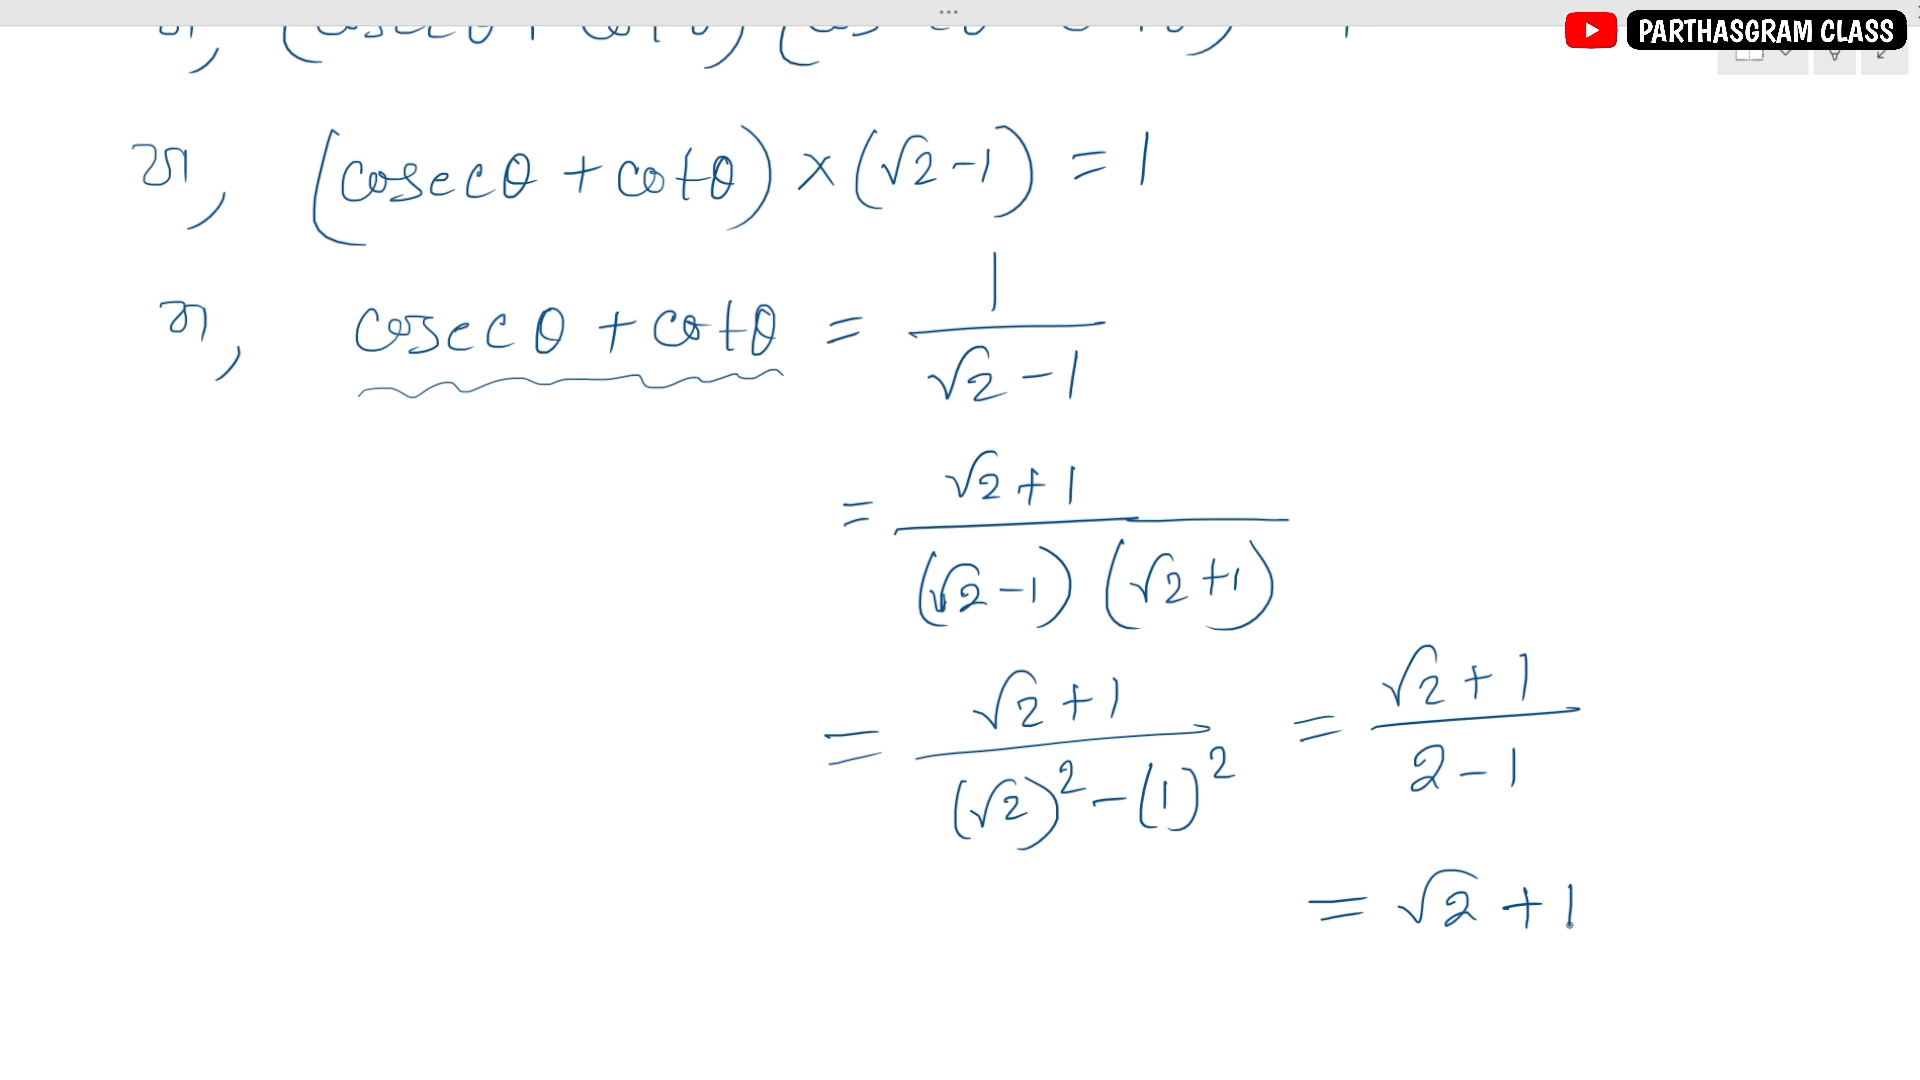 PARTHASGRAM CLASS
বা, (cosecθ + cotθ) × (√2 - 1) = 1
বা, cosecθ + cotθ = 1 / (√2 - 1)
= (√2 + 1) / (√2 - 1) (√2 + 1)
= (√2 + 1) / (√2)² - (1)² = (√2 + 1) / (2 - 1)
= √2 + 1